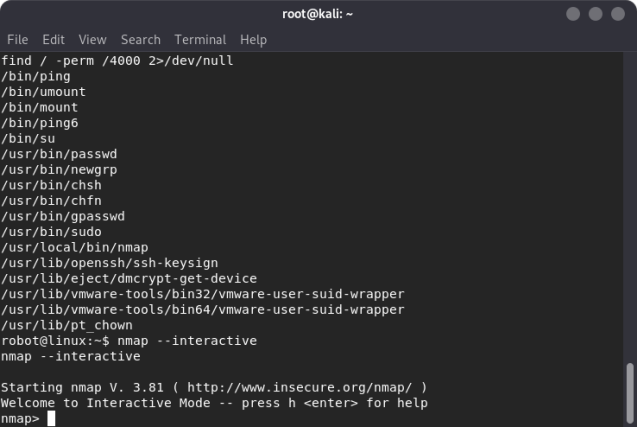 root@kali: ~
File Edit View Search Terminal Help
find / -perm /4000 2>/dev/null
/bin/ping
/bin/umount
/bin/mount
/bin/ping6
/bin/su
/usr/bin/passwd
/usr/bin/newgrp
/usr/bin/chsh
/usr/bin/chfn
/usr/bin/gpasswd
/usr/bin/sudo
/usr/local/bin/nmap
/usr/lib/openssh/ssh-keysign
/usr/lib/eject/dmcrypt-get-device
/usr/lib/vmware-tools/bin32/vmware-user-suid-wrapper
/usr/lib/vmware-tools/bin64/vmware-user-suid-wrapper
/usr/lib/pt_chown
robot@linux:~$ nmap --interactive
nmap --interactive
Starting nmap V. 3.81 ( http://www.insecure.org/nmap/ )
Welcome to Interactive Mode -- press h <enter> for help
nmap>